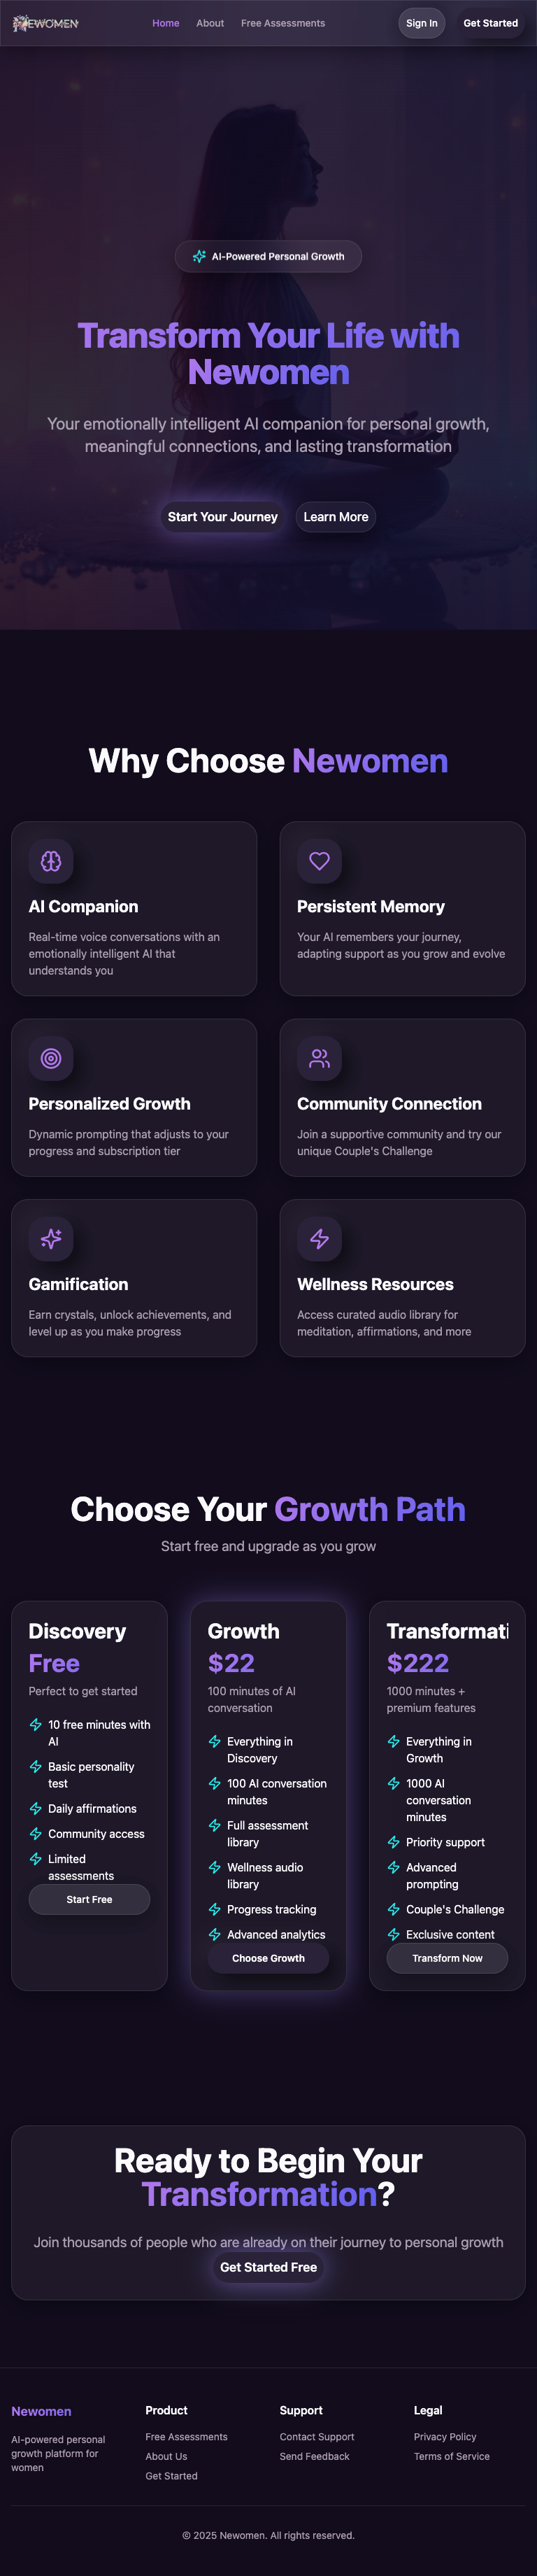 NEWOMEN
Home
About
Free Assessments
Sign In
Get Started
AI-Powered Personal Growth
Transform Your Life with
Newomen
Your emotionally intelligent AI companion for personal growth,
meaningful connections, and lasting transformation
Start Your Journey
Learn More
Why Choose Newomen
AI Companion
Real-time voice conversations with an
emotionally intelligent AI that
understands you
Persistent Memory
Your AI remembers your journey,
adapting support as you grow and evolve
Personalized Growth
Dynamic prompting that adjusts to your
progress and subscription tier
Community Connection
Join a supportive community and try our
unique Couple's Challenge
Gamification
Earn crystals, unlock achievements, and
level up as you make progress
Wellness Resources
Access curated audio library for
meditation, affirmations, and more
Choose Your Growth Path
Start free and upgrade as you grow
Discovery
Free
Perfect to get started
10 free minutes with
AI
Basic personality
test
Daily affirmations
Community access
Limited
assessments
Start Free
Growth
$22
100 minutes of AI
conversation
Everything in
Discovery
100 AI conversation
minutes
Full assessment
library
Wellness audio
library
Progress tracking
Advanced analytics
Choose Growth
Transformati
$222
1000 minutes +
premium features
Everything in
Growth
1000 AI
conversation
minutes
Priority support
Advanced
prompting
Couple's Challenge
Exclusive content
Transform Now
Ready to Begin Your
Transformation?
Join thousands of people who are already on their journey to personal growth
Get Started Free
Newomen
AI-powered personal
growth platform for
women
Product
Free Assessments
About Us
Get Started
Support
Contact Support
Send Feedback
Legal
Privacy Policy
Terms of Service
© 2025 Newomen. All rights reserved.